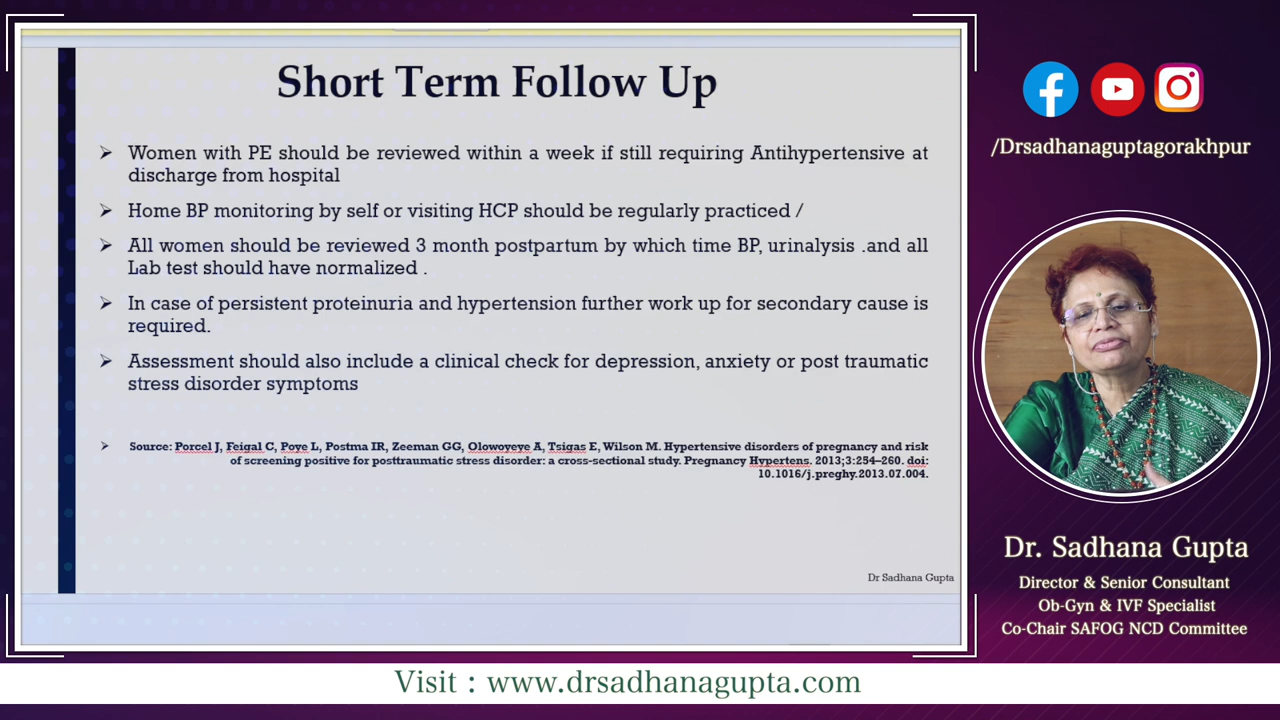 Short Term Follow Up
Women with PE should be reviewed within a week if still requiring Antihypertensive at
discharge from hospital
Home BP monitoring by self or visiting HCP should be regularly practiced /
All women should be reviewed 3 month postpartum by which time BP, urinalysis .and all
Lab test should have normalized .
In case of persistent proteinuria and hypertension further work up for secondary cause is
required.
Assessment should also include a clinical check for depression, anxiety or post traumatic
stress disorder symptoms
Source: Porcel J, Feigal C, Poye L, Postma IR, Zeeman GG, Olowoyeye A, Tsigas E, Wilson M. Hypertensive disorders of pregnancy and risk
of screening positive for posttraumatic stress disorder: a cross-sectional study. Pregnancy Hypertens. 2013;3:254–260. doi:
10.1016/j.preghy.2013.07.004.
Dr Sadhana Gupta
/Drsadhanaguptagorakhpur
Dr. Sadhana Gupta
Director & Senior Consultant
Ob-Gyn & IVF Specialist
Co-Chair SAFOG NCD Committee
Visit : www.drsadhanagupta.com